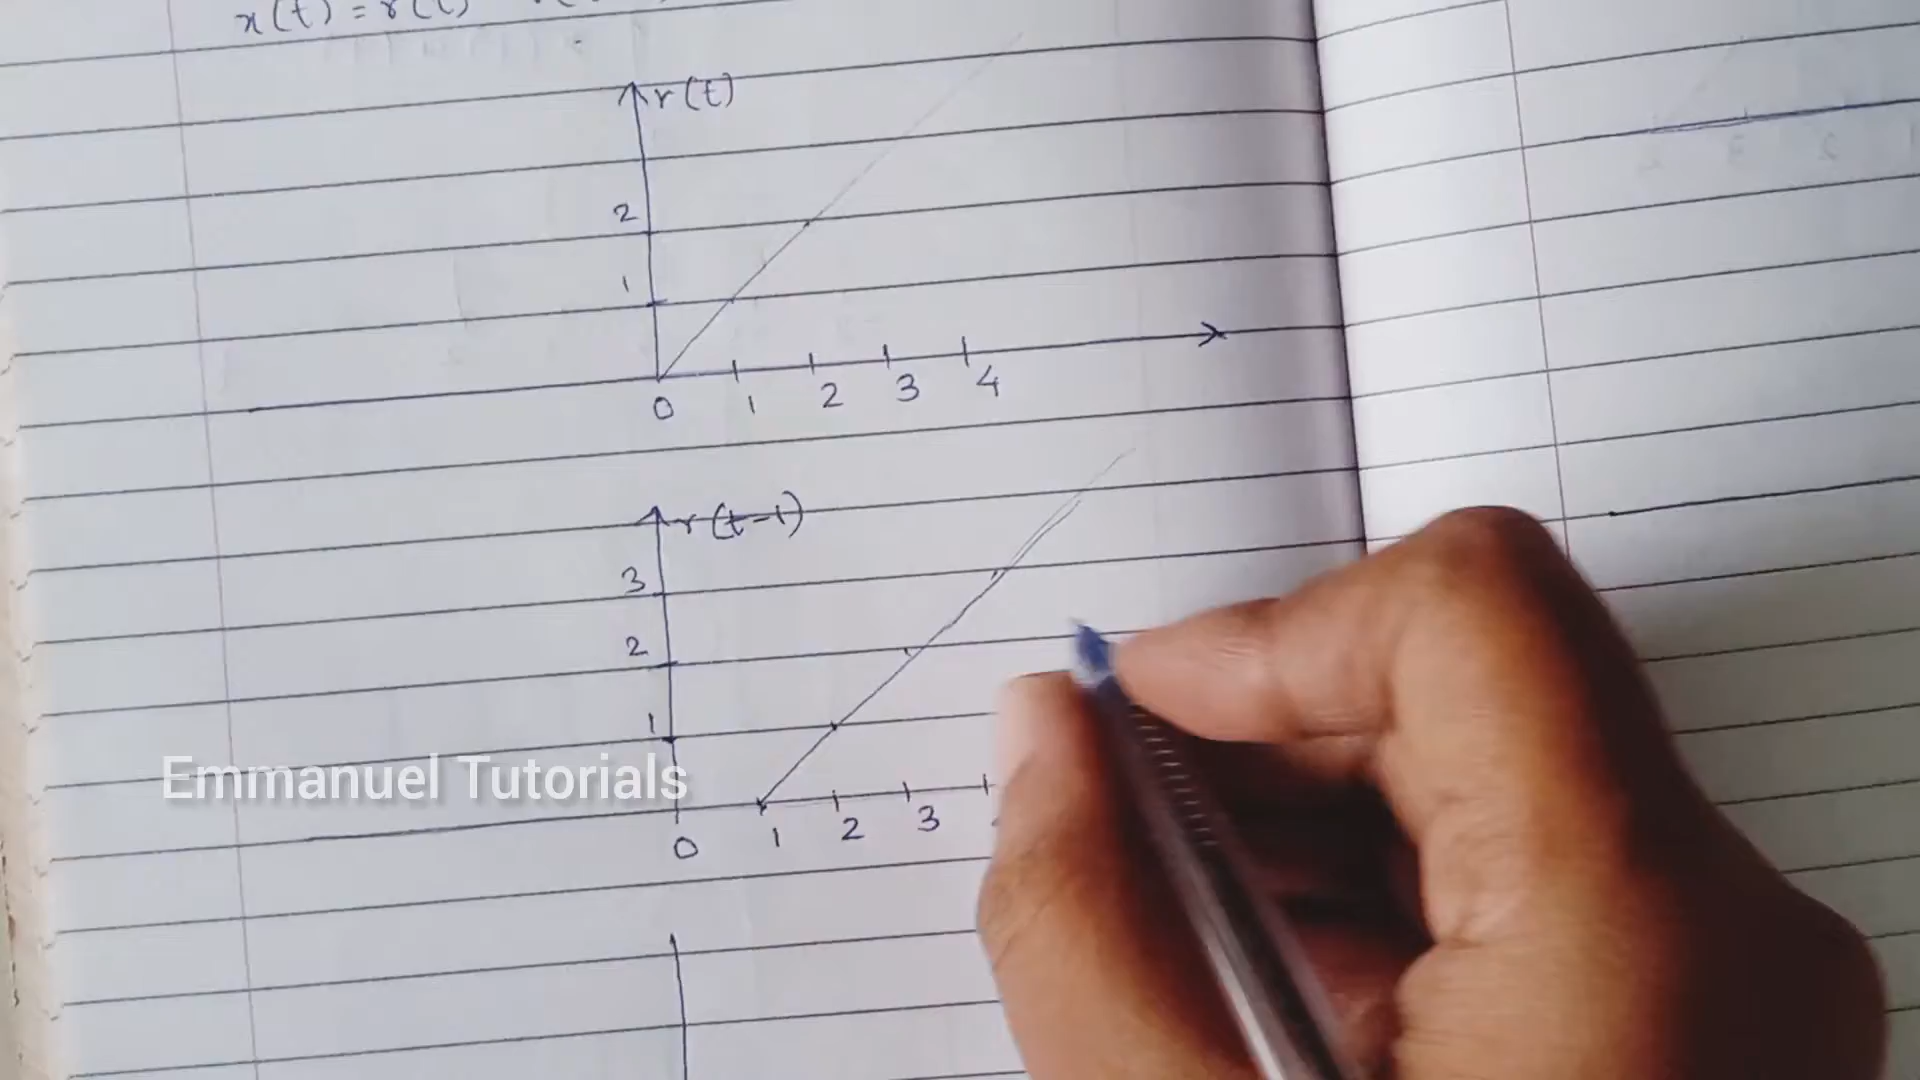 x(t) = r(t)
r(t)
2
1
0 1 2 3 4
r(t-1)
3
2
1
Emmanuel Tutorials
0 1 2 3